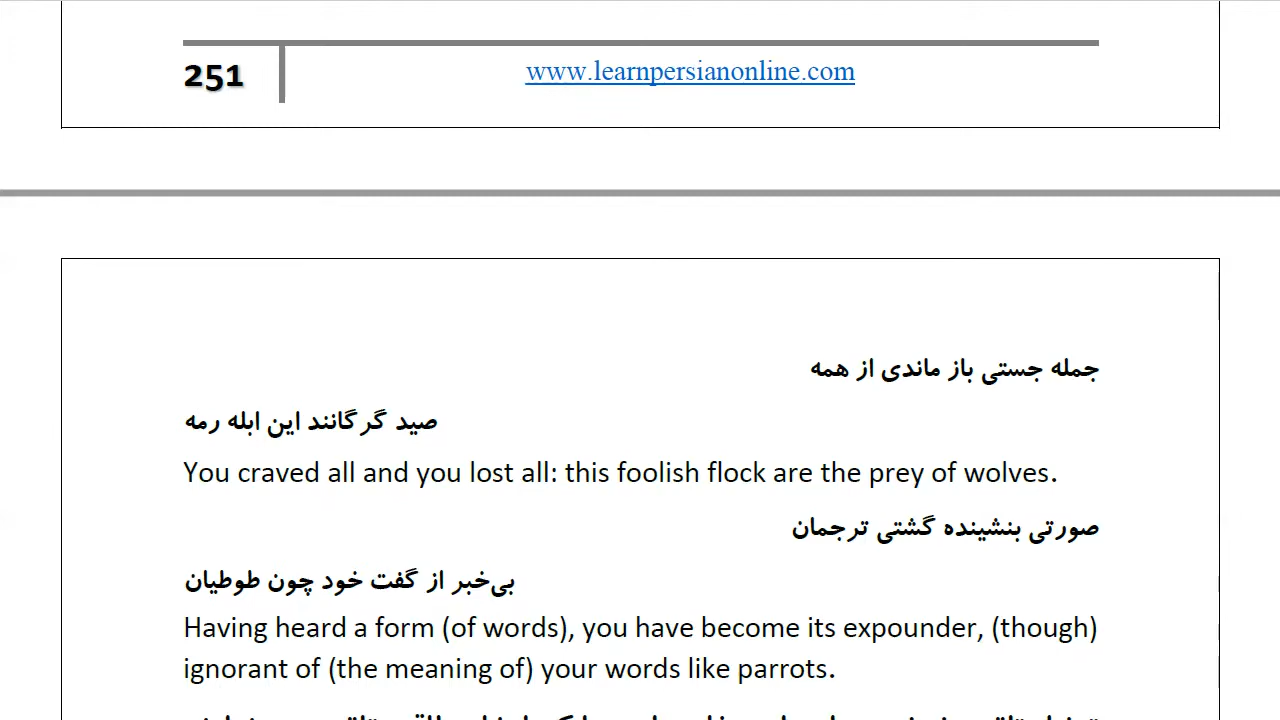 251
www.learnpersianonline.com
جمله جستی باز ماندی از همه
صید گرگانند این ابله رمه
You craved all and you lost all: this foolish flock are the prey of wolves.
صورتی بنشینده گشتی ترجمان
بی‌خبر از گفت خود چون طوطیان
Having heard a form (of words), you have become its expounder, (though)
ignorant of (the meaning of) your words like parrots.